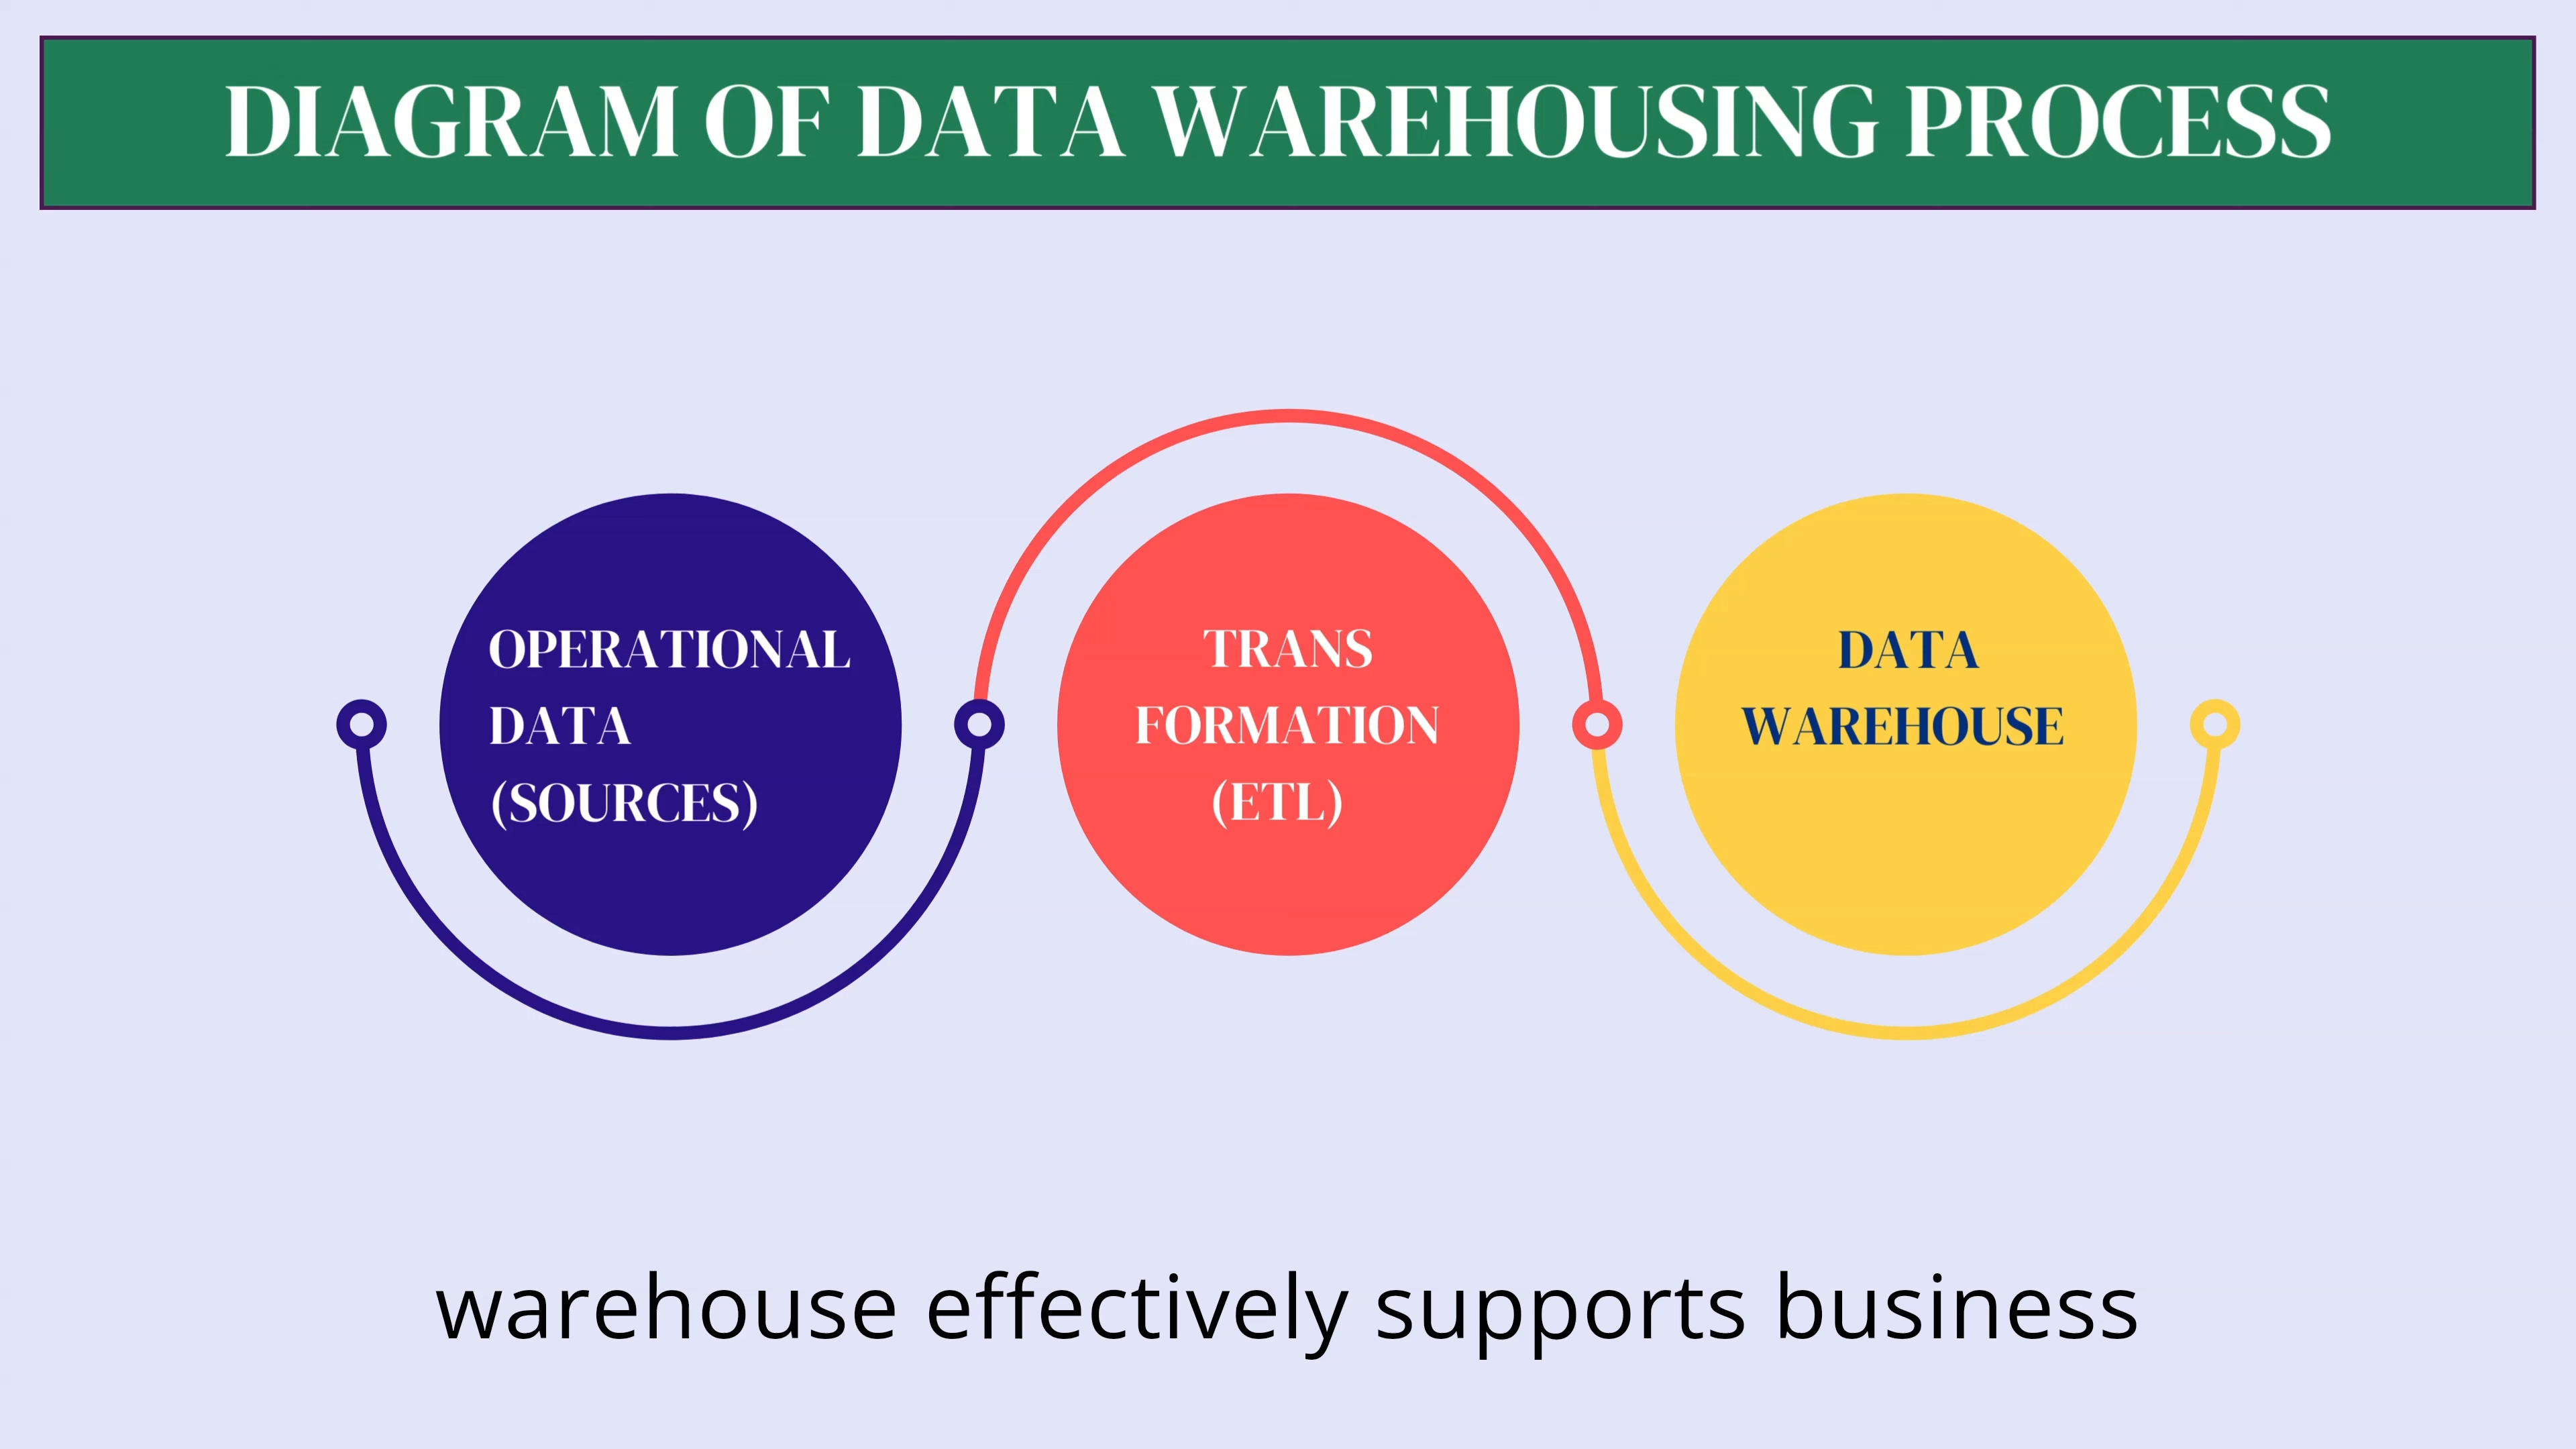 DIAGRAM OF DATA WAREHOUSING PROCESS
OPERATIONAL
DATA
(SOURCES)
TRANS
FORMATION
(ETL)
DATA
WAREHOUSE
warehouse effectively supports business